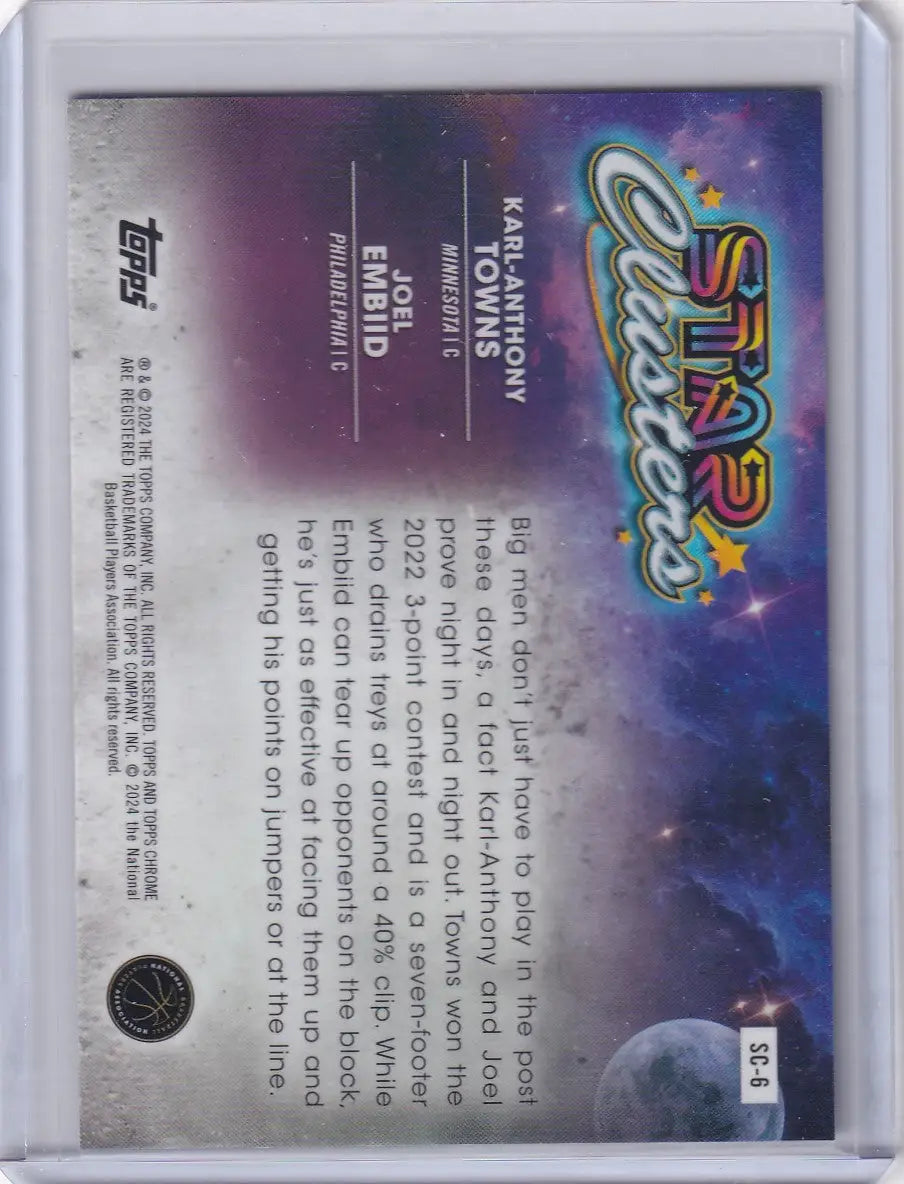 STAR
Clusters
SC-6
KARL-ANTHONY
TOWNS
MINNESOTA | C
JOEL
EMBIID
PHILADELPHIA | C
Big men don't just have to play in the post
these days, a fact Karl-Anthony and Joel
prove night in and night out. Towns won the
2022 3-point contest and is a seven-footer
who drains treys at around a 40% clip. While
Embiid can tear up opponents on the block,
he's just as effective at facing them up and
getting his points on jumpers or at the line.
topps®
® & © 2024 THE TOPPS COMPANY, INC. ALL RIGHTS RESERVED. TOPPS AND TOPPS CHROME
ARE REGISTERED TRADEMARKS OF THE TOPPS COMPANY, INC. © 2024 the National
Basketball Players Association. All rights reserved.
NATIONAL BASKETBALL
PLAYERS ASSOCIATION